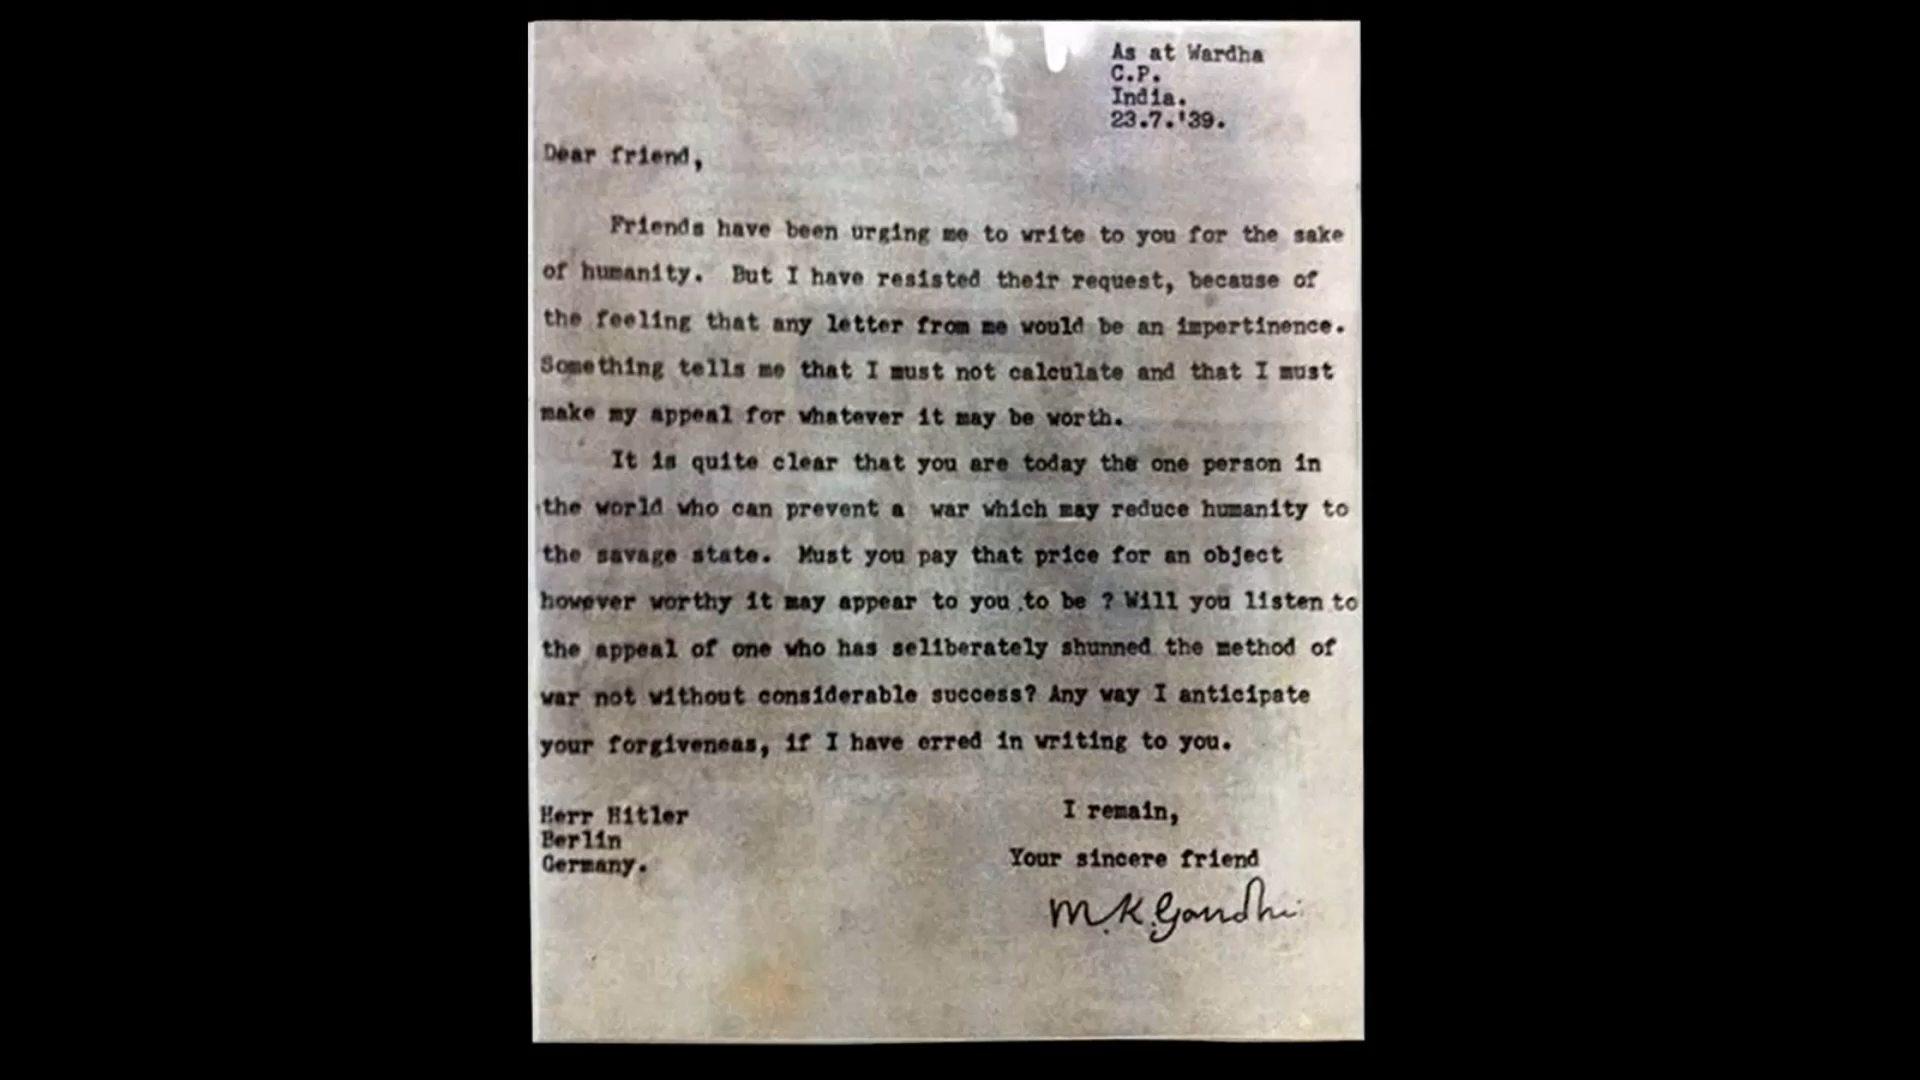 As at Wardha
C.P.
India.
23.7.'39.
Dear friend,
Friends have been urging me to write to you for the sake
of humanity. But I have resisted their request, because of
the feeling that any letter from me would be an impertinence.
Something tells me that I must not calculate and that I must
make my appeal for whatever it may be worth.
It is quite clear that you are today the one person in
the world who can prevent a war which may reduce humanity to
the savage state. Must you pay that price for an object
however worthy it may appear to you to be ? Will you listen to
the appeal of one who has seliberately shunned the method of
war not without considerable success? Any way I anticipate
your forgiveness, if I have erred in writing to you.
Herr Hitler
Berlin
Germany.
I remain,
Your sincere friend
M.K.Gandhi